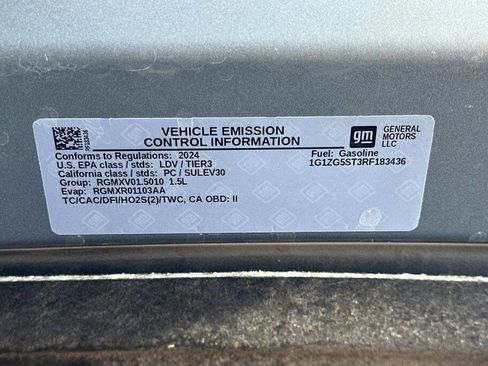 VEHICLE EMISSION
CONTROL INFORMATION
gm
GENERAL
MOTORS
LLC
Conforms to Regulations: 2024
Fuel: Gasoline
U.S. EPA class / stds: LDV / TIER3
1G1ZG5ST3RF183436
California class / stds: PC / SULEV30
Group: RGMXV01.5010 1.5L
Evap: RGMXR01103AA
TC/CAC/DFI/HO2S(2)/TWC, CA OBD: II